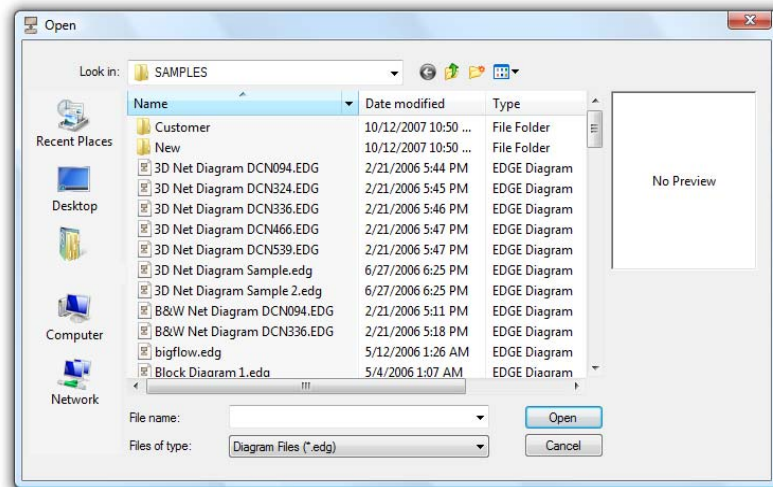 Open
Look in: SAMPLES
Name Date modified Type
Customer 10/12/2007 10:50 ... File Folder
New 10/12/2007 10:50 ... File Folder
3D Net Diagram DCN094.EDG 2/21/2006 5:44 PM EDGE Diagram
3D Net Diagram DCN324.EDG 2/21/2006 5:45 PM EDGE Diagram
3D Net Diagram DCN336.EDG 2/21/2006 5:46 PM EDGE Diagram
3D Net Diagram DCN466.EDG 2/21/2006 5:47 PM EDGE Diagram
3D Net Diagram DCN539.EDG 2/21/2006 5:47 PM EDGE Diagram
3D Net Diagram Sample.edg 6/27/2006 6:25 PM EDGE Diagram
3D Net Diagram Sample 2.edg 6/27/2006 6:25 PM EDGE Diagram
B&W Net Diagram DCN094.EDG 2/21/2006 5:11 PM EDGE Diagram
B&W Net Diagram DCN336.EDG 2/21/2006 5:18 PM EDGE Diagram
bigflow.edg 5/12/2006 1:26 AM EDGE Diagram
Block Diagram 1.edg 5/4/2006 1:07 AM EDGE Diagram
Recent Places
Desktop
Computer
Network
No Preview
File name: Open
Files of type: Diagram Files (*.edg) Cancel